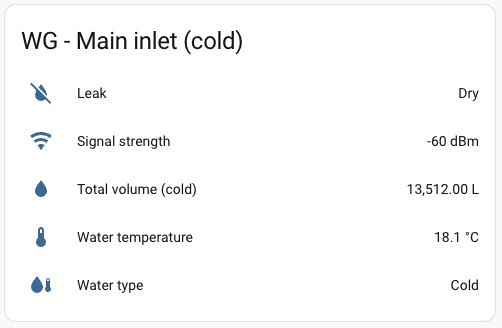 WG - Main inlet (cold)
Leak Dry
Signal strength -60 dBm
Total volume (cold) 13,512.00 L
Water temperature 18.1 °C
Water type Cold